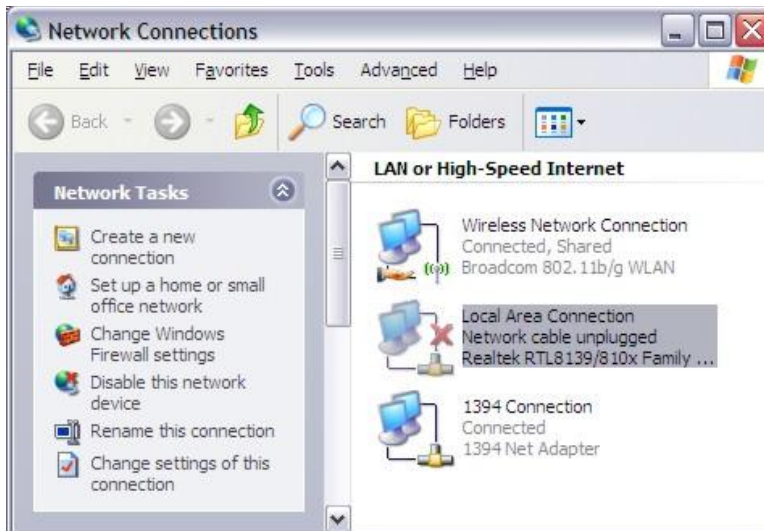 Network Connections
File Edit View Favorites Tools Advanced Help
Back Search Folders
Network Tasks
Create a new
connection
Set up a home or small
office network
Change Windows
Firewall settings
Disable this network
device
Rename this connection
Change settings of this
connection
LAN or High-Speed Internet
Wireless Network Connection
Connected, Shared
Broadcom 802.11b/g WLAN
Local Area Connection
Network cable unplugged
Realtek RTL8139/810x Family ...
1394 Connection
Connected
1394 Net Adapter